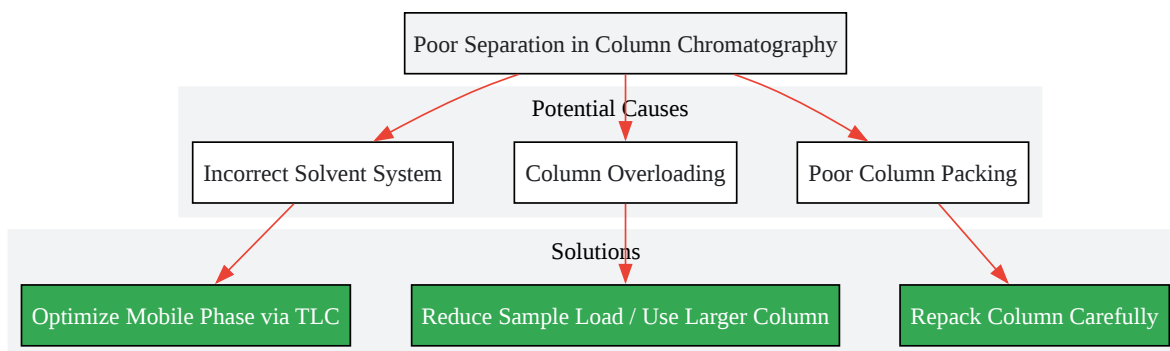 Poor Separation in Column Chromatography
Potential Causes
Incorrect Solvent System
Column Overloading
Poor Column Packing
Solutions
Optimize Mobile Phase via TLC
Reduce Sample Load / Use Larger Column
Repack Column Carefully